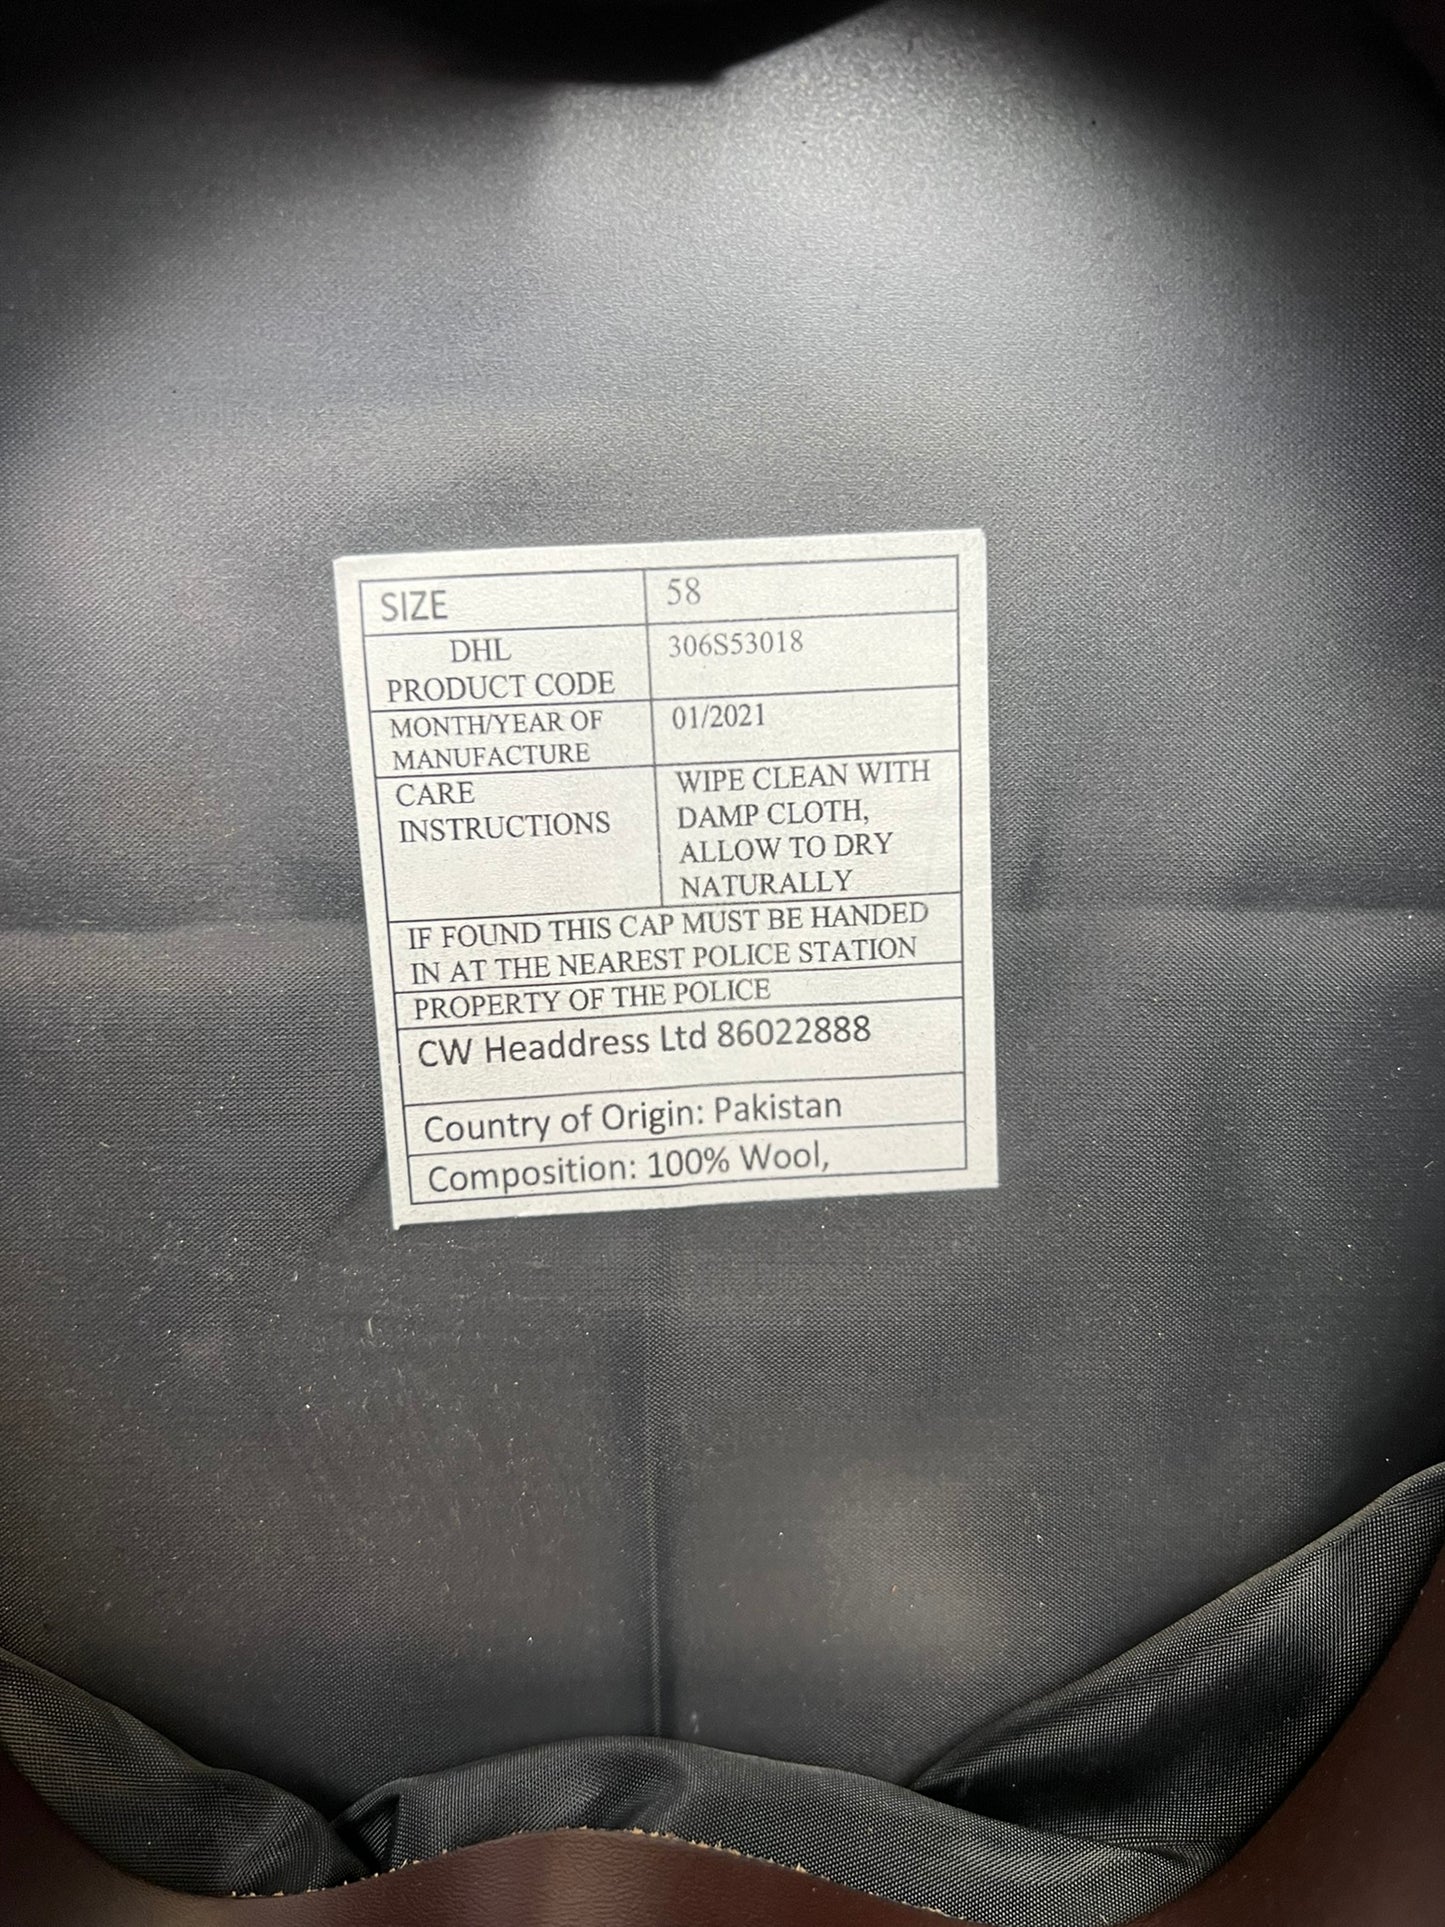 SIZE 58
DHL 306S53018
PRODUCT CODE
MONTH/YEAR OF 01/2021
MANUFACTURE
CARE WIPE CLEAN WITH
INSTRUCTIONS DAMP CLOTH,
ALLOW TO DRY
NATURALLY
IF FOUND THIS CAP MUST BE HANDED
IN AT THE NEAREST POLICE STATION
PROPERTY OF THE POLICE
CW Headdress Ltd 86022888
Country of Origin: Pakistan
Composition: 100% Wool,